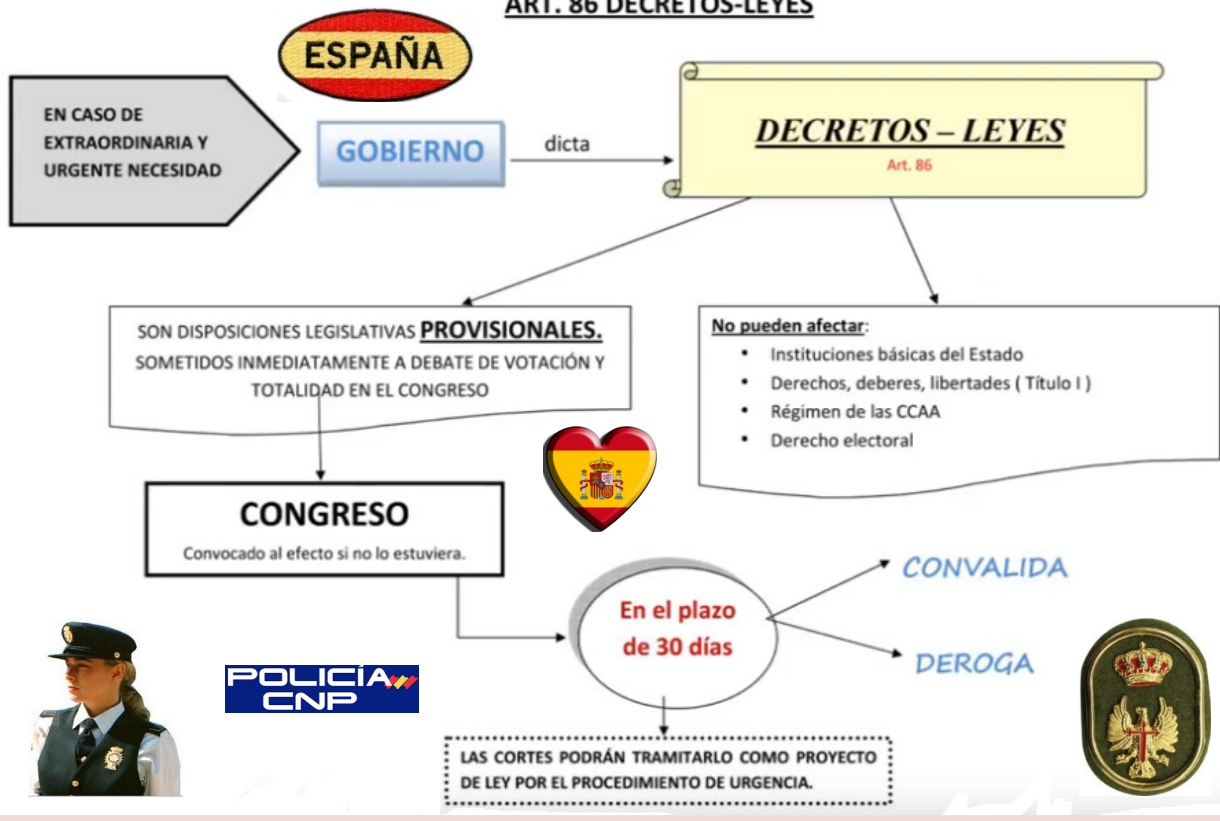 ART. 86 DECRETOS-LEYES
ESPAÑA
EN CASO DE
EXTRAORDINARIA Y
URGENTE NECESIDAD
GOBIERNO
dicta
DECRETOS – LEYES
Art. 86
SON DISPOSICIONES LEGISLATIVAS PROVISIONALES.
SOMETIDOS INMEDIATAMENTE A DEBATE DE VOTACIÓN Y
TOTALIDAD EN EL CONGRESO
No pueden afectar:
• Instituciones básicas del Estado
• Derechos, deberes, libertades ( Título I )
• Régimen de las CCAA
• Derecho electoral
CONGRESO
Convocado al efecto si no lo estuviera.
En el plazo
de 30 días
CONVALIDA
DEROGA
POLICÍA
CNP
LAS CORTES PODRÁN TRAMITARLO COMO PROYECTO
DE LEY POR EL PROCEDIMIENTO DE URGENCIA.